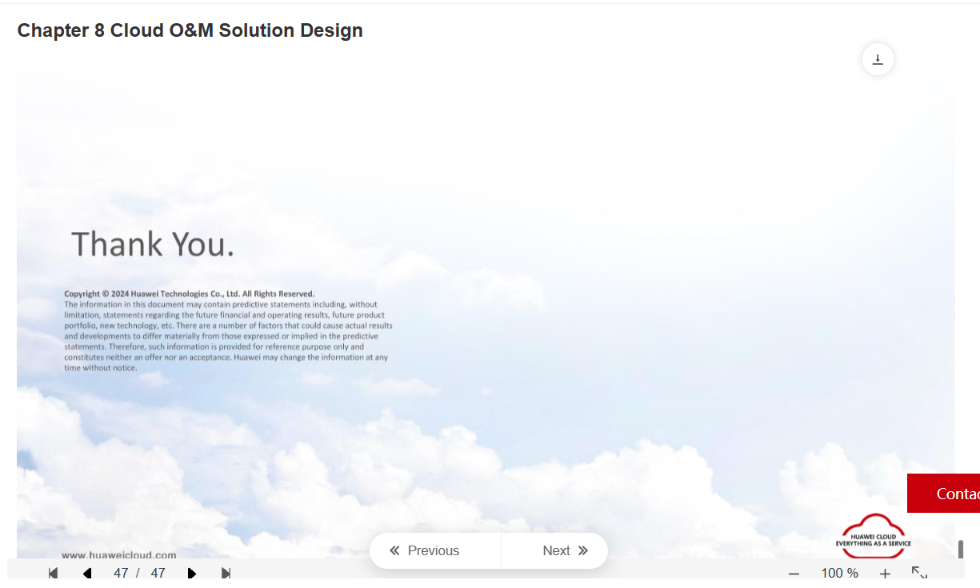 Chapter 8 Cloud O&M Solution Design
Thank You.
Copyright © 2024 Huawei Technologies Co., Ltd. All Rights Reserved.
The information in this document may contain predictive statements including, without
limitation, statements regarding the future financial and operating results, future product
portfolio, new technology, etc. There are a number of factors that could cause actual results
and developments to differ materially from those expressed or implied in the predictive
statements. Therefore, such information is provided for reference purpose only and
constitutes neither an offer nor an acceptance. Huawei may change the information at any
time without notice.
Contac
HUAWEI CLOUD
EVERYTHING AS A SERVICE
www.huaweicloud.com
Previous
Next
47 / 47
100 %